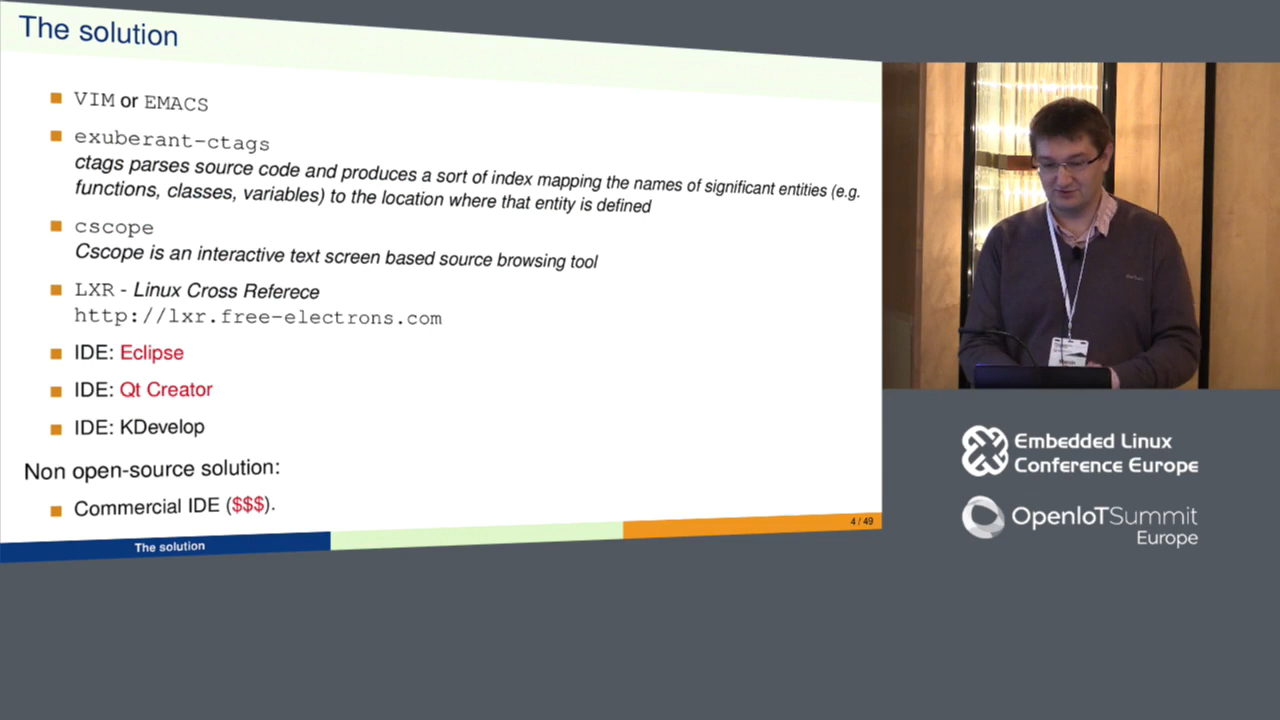 The solution
VIM or EMACS
exuberant-ctags
ctags parses source code and produces a sort of index mapping the names of significant entities (e.g.
functions, classes, variables) to the location where that entity is defined
cscope
Cscope is an interactive text screen based source browsing tool
LXR - Linux Cross Referece
http://lxr.free-electrons.com
IDE: Eclipse
IDE: Qt Creator
IDE: KDevelop
Non open-source solution:
Commercial IDE ($$$).
4 / 49
The solution
Embedded Linux
Conference Europe
OpenIoTSummit
Europe